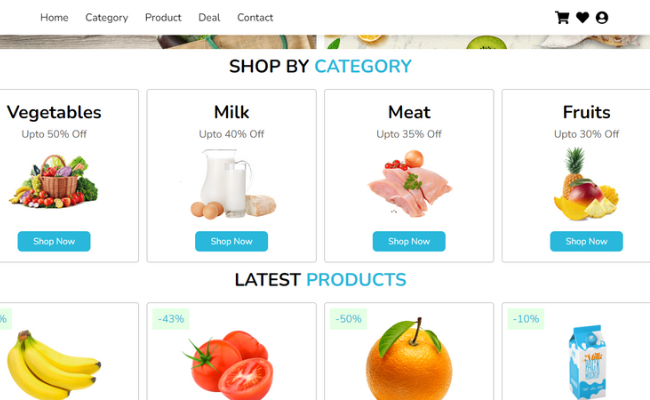 Home Category Product Deal Contact
SHOP BY CATEGORY
Vegetables
Upto 50% Off
Shop Now
Milk
Upto 40% Off
Shop Now
Meat
Upto 35% Off
Shop Now
Fruits
Upto 30% Off
Shop Now
LATEST PRODUCTS
%
-43%
-50%
-10%
Milk